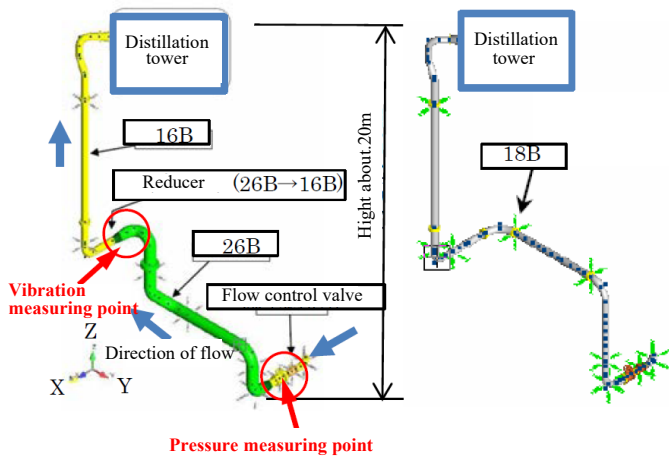 Distillation
tower
16B
Reducer (26B→16B)
26B
Vibration
measuring point
Flow control valve
Direction of flow
Z
X
Y
Pressure measuring point
Hight about.20m
Distillation
tower
18B